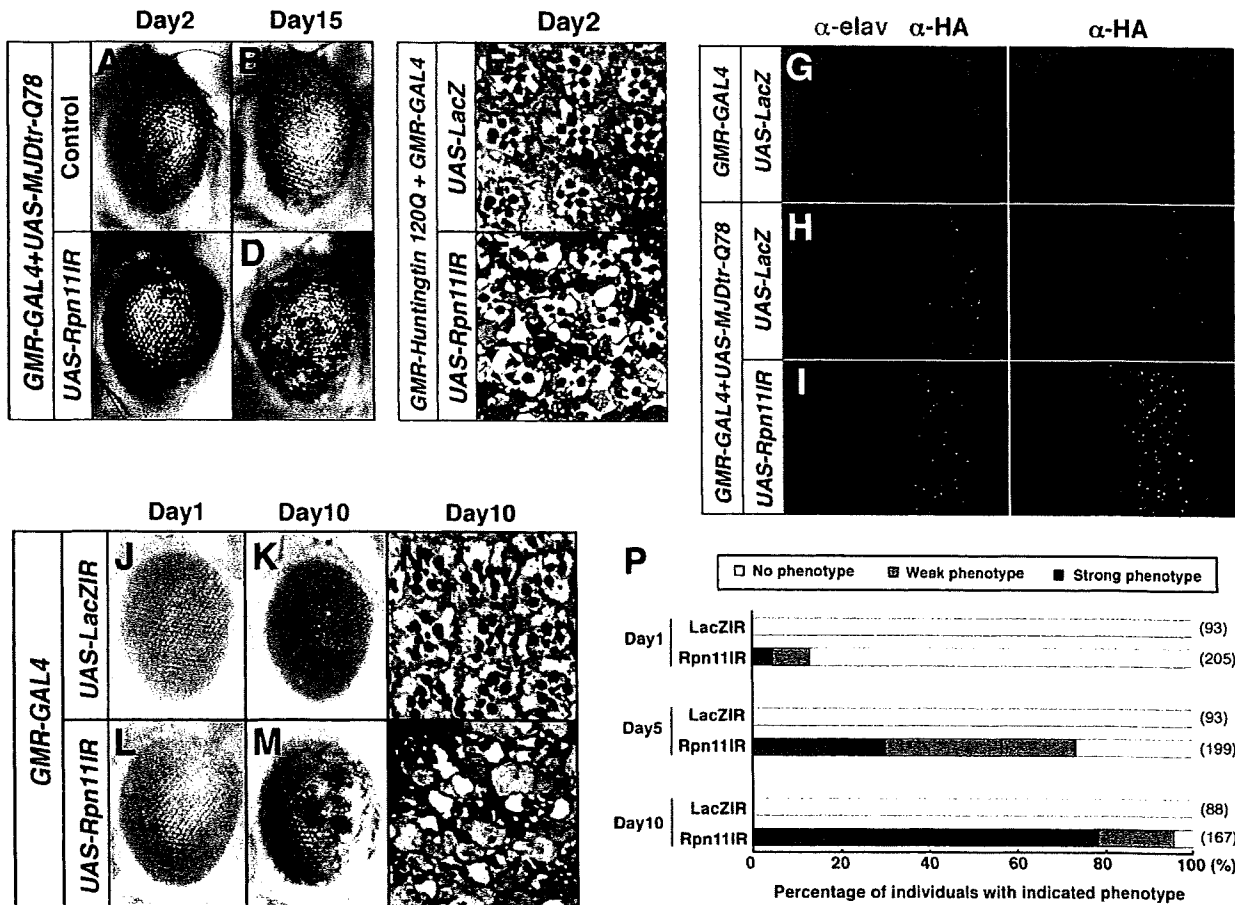 Day2 Day15
GMR-GAL4+UAS-MJDtr-Q78
Control
UAS-Rpn11IR
A
B
D
Day2
GMR-Huntingtin 120Q + GMR-GAL4
UAS-LacZ
UAS-Rpn11IR
E
α-elav α-HA α-HA
GMR-GAL4
UAS-LacZ
G
GMR-GAL4+UAS-MJDtr-Q78
UAS-LacZ
H
UAS-Rpn11IR
I
Day1 Day10 Day10
GMR-GAL4
UAS-LacZIR
J
K
UAS-Rpn11IR
L
M
P
No phenotype Weak phenotype Strong phenotype
Day1
LacZIR (93)
Rpn11IR (205)
Day5
LacZIR (93)
Rpn11IR (199)
Day10
LacZIR (88)
Rpn11IR (167)
0 20 40 60 80 100 (%)
Percentage of individuals with indicated phenotype